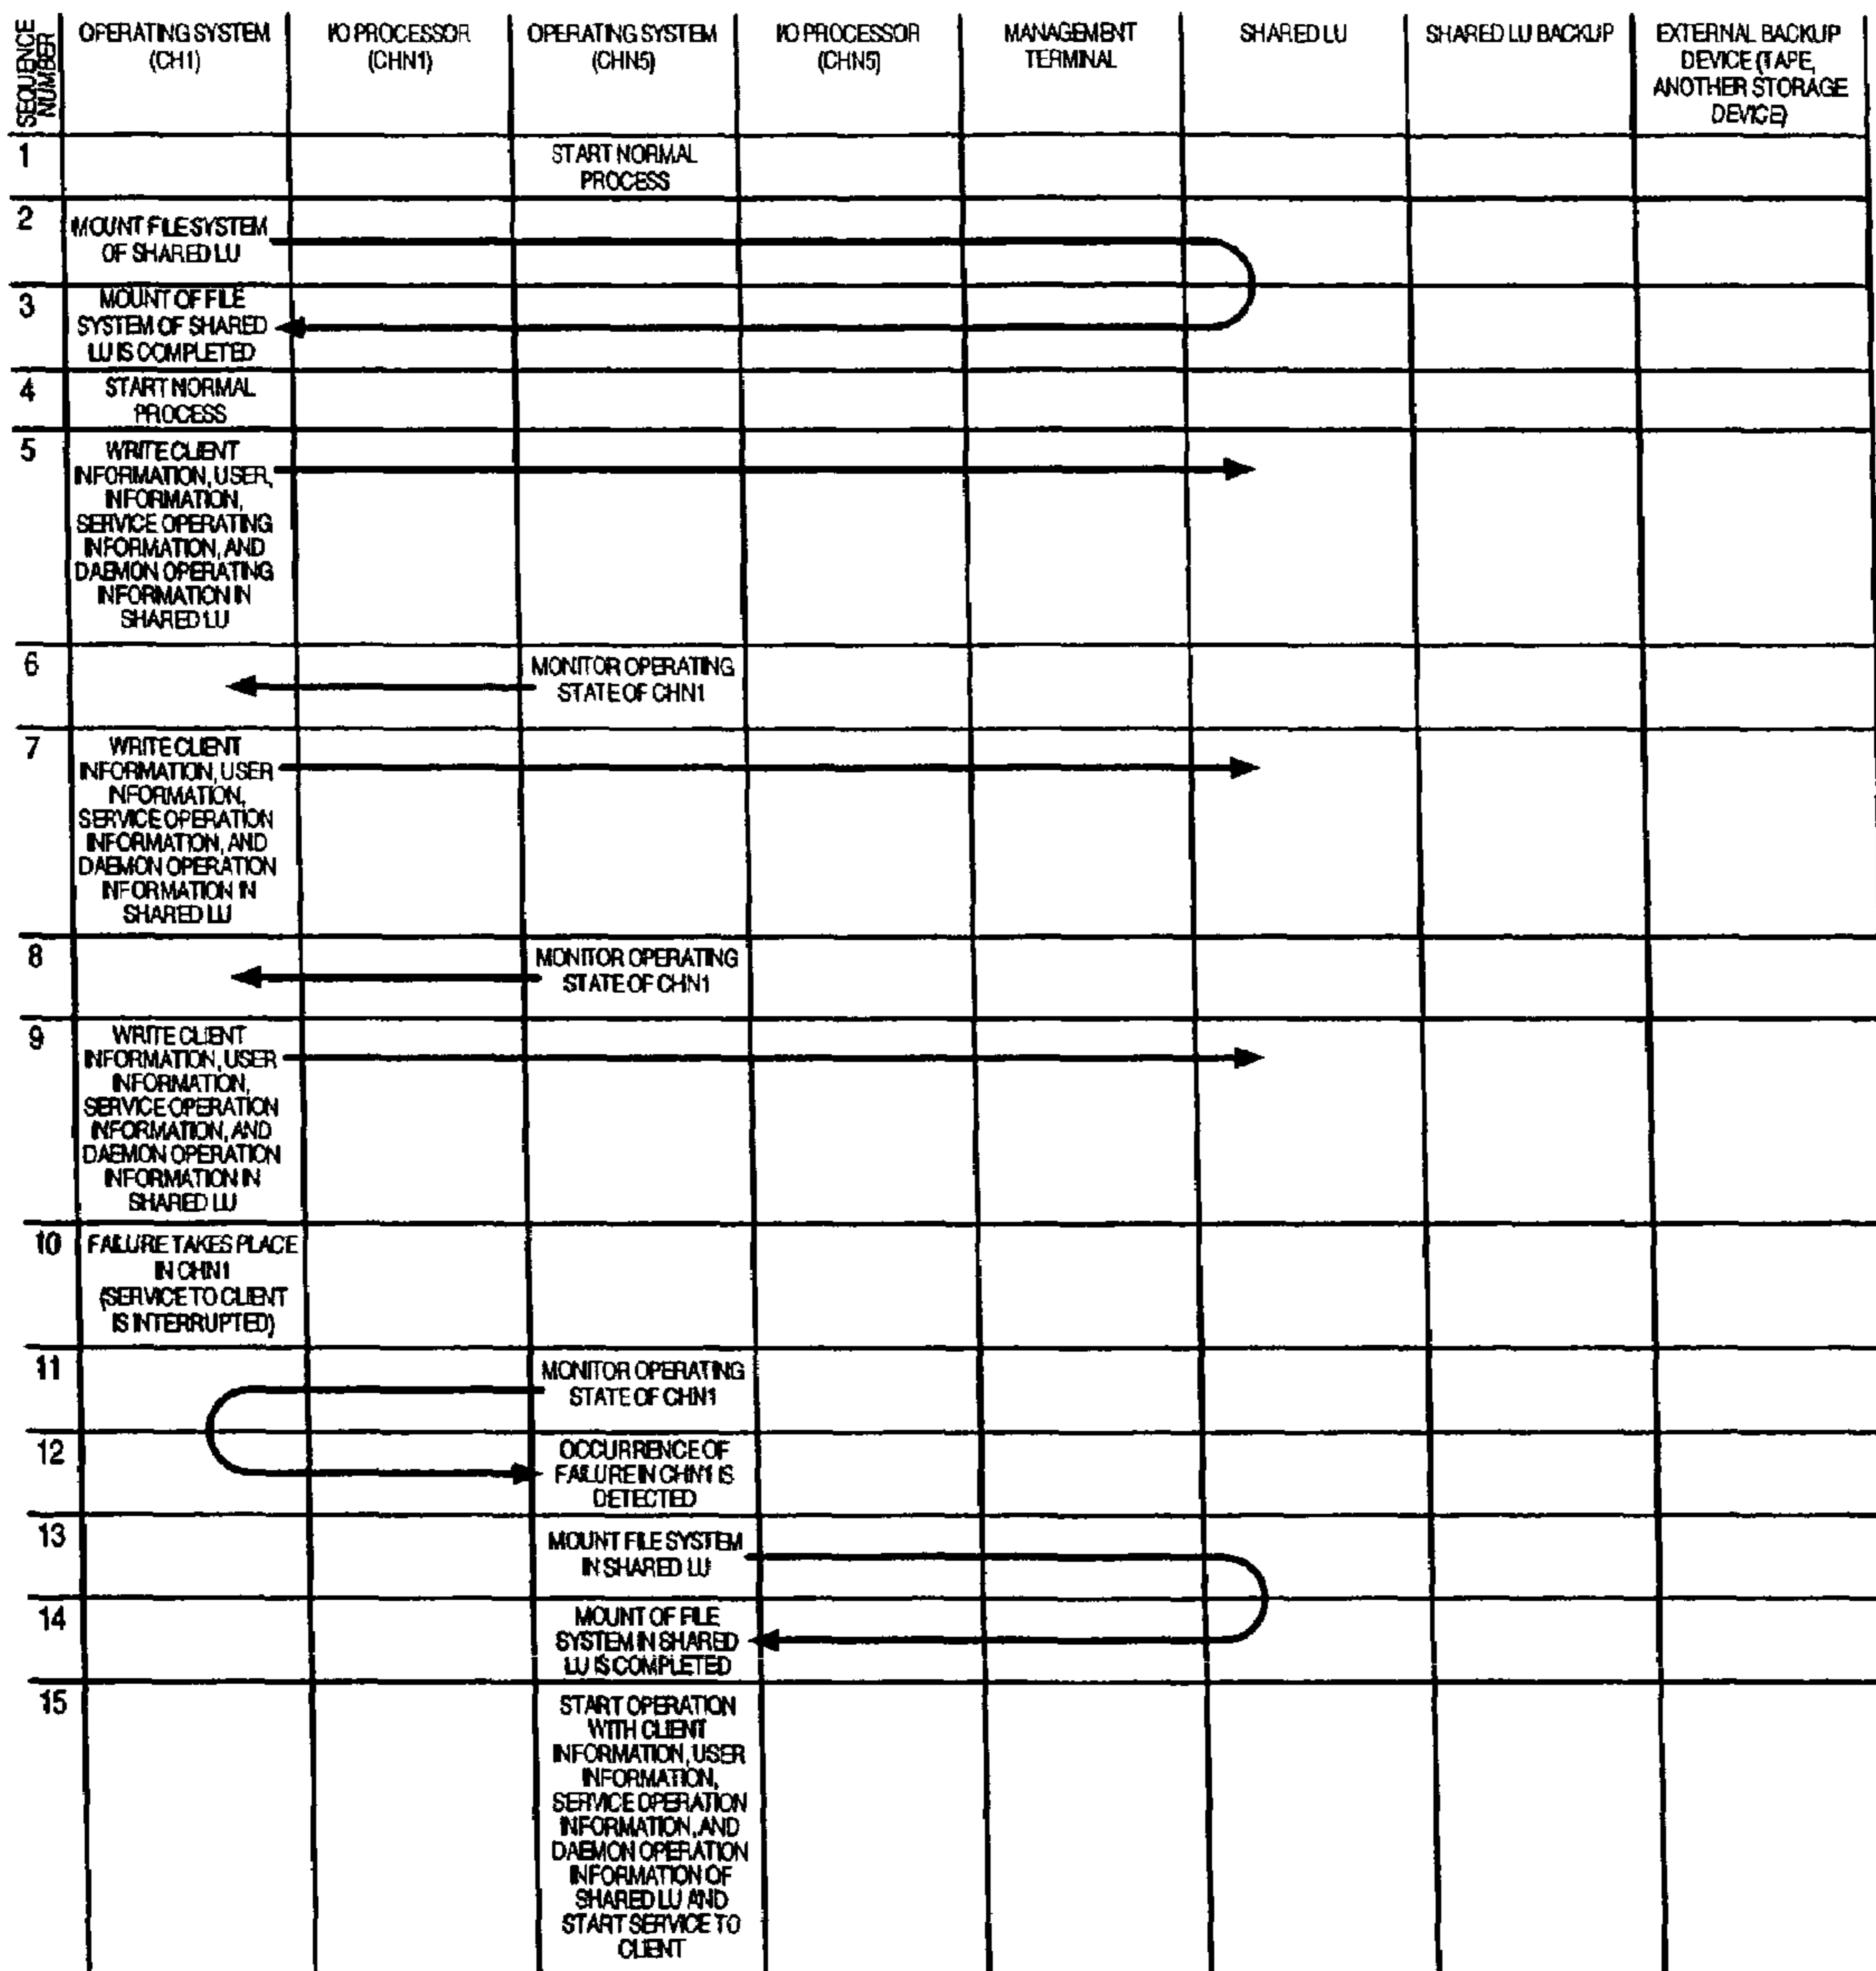 SEQUENCE
NUMBER
OPERATING SYSTEM
(CH1)
I/O PROCESSOR
(CHN1)
OPERATING SYSTEM
(CHN5)
I/O PROCESSOR
(CHN5)
MANAGEMENT
TERMINAL
SHARED LU
SHARED LU BACKUP
EXTERNAL BACKUP
DEVICE (TAPE,
ANOTHER STORAGE
DEVICE)
1
START NORMAL
PROCESS
2
MOUNT FILE SYSTEM
OF SHARED LU
3
MOUNT OF FILE
SYSTEM OF SHARED
LU IS COMPLETED
4
START NORMAL
PROCESS
5
WRITE CLIENT
INFORMATION, USER,
INFORMATION,
SERVICE OPERATING
INFORMATION, AND
DAEMON OPERATING
INFORMATION IN
SHARED LU
6
MONITOR OPERATING
STATE OF CHN1
7
WRITE CLIENT
INFORMATION, USER
INFORMATION,
SERVICE OPERATION
INFORMATION, AND
DAEMON OPERATION
INFORMATION IN
SHARED LU
8
MONITOR OPERATING
STATE OF CHN1
9
WRITE CLIENT
INFORMATION, USER
INFORMATION,
SERVICE OPERATION
INFORMATION, AND
DAEMON OPERATION
INFORMATION IN
SHARED LU
10
FAILURE TAKES PLACE
IN CHN1
(SERVICE TO CLIENT
IS INTERRUPTED)
11
MONITOR OPERATING
STATE OF CHN1
12
OCCURRENCE OF
FAILURE IN CHN1 IS
DETECTED
13
MOUNT FILE SYSTEM
IN SHARED LU
14
MOUNT OF FILE
SYSTEM IN SHARED
LU IS COMPLETED
15
START OPERATION
WITH CLIENT
INFORMATION, USER
INFORMATION,
SERVICE OPERATION
INFORMATION, AND
DAEMON OPERATION
INFORMATION OF
SHARED LU AND
START SERVICE TO
CLIENT